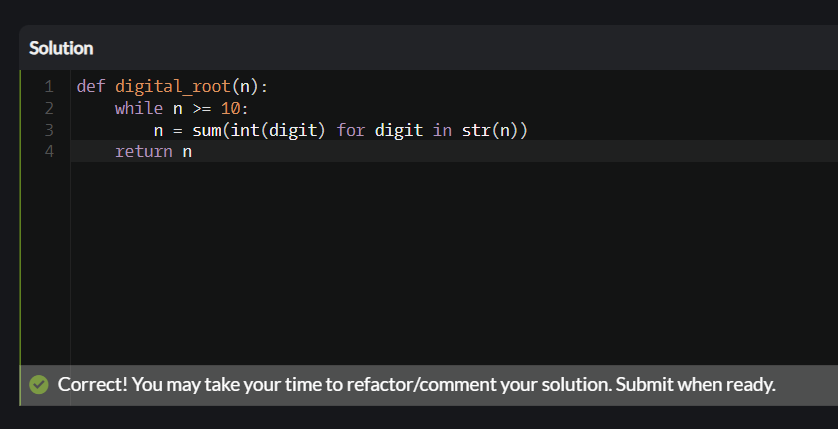 Solution
1 def digital_root(n):
2     while n >= 10:
3         n = sum(int(digit) for digit in str(n))
4     return n
Correct! You may take your time to refactor/comment your solution. Submit when ready.